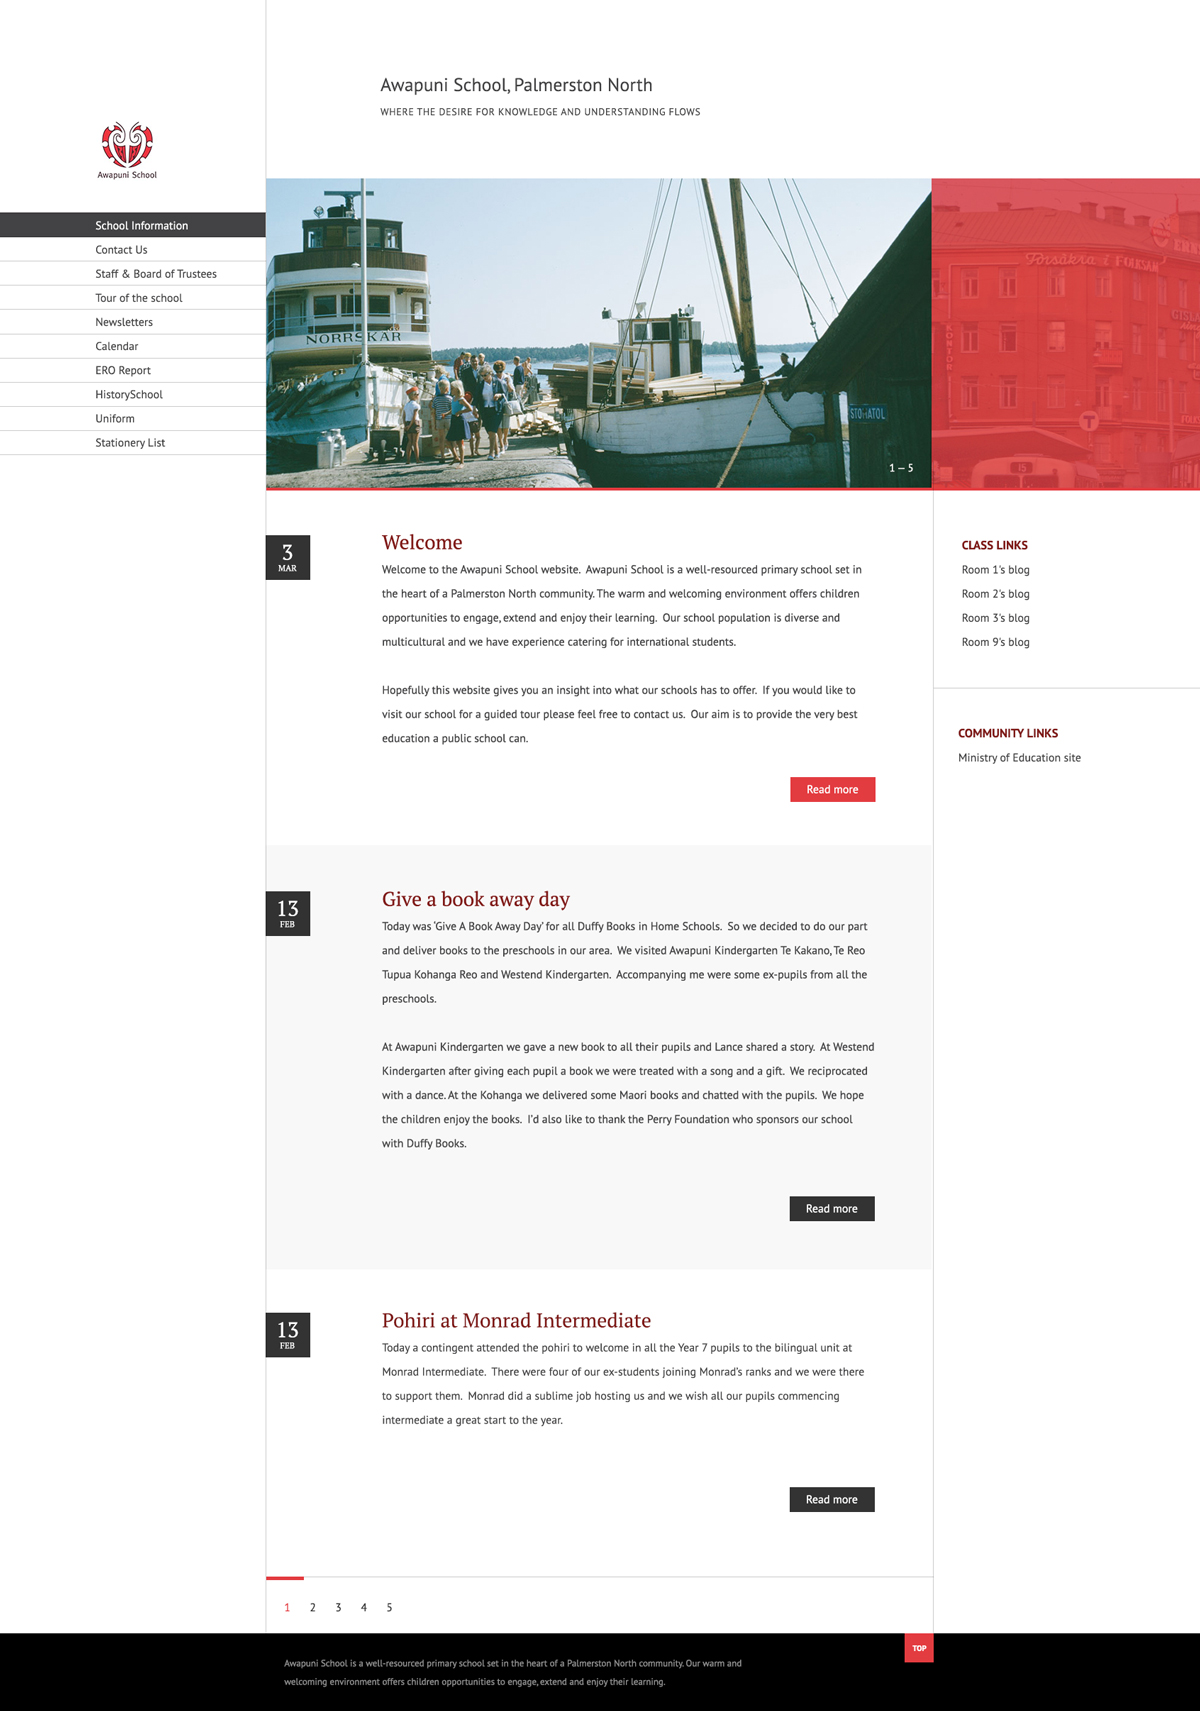 Awapuni School, Palmerston North
WHERE THE DESIRE FOR KNOWLEDGE AND UNDERSTANDING FLOWS
Awapuni School
School Information
Contact Us
Staff & Board of Trustees
Tour of the school
Newsletters
Calendar
ERO Report
HistorySchool
Uniform
Stationery List
NORRSKÄR
STOMATOL
1 – 5
Försäkra i FOLKSAM
KONTOR
T
15
3
MAR
Welcome
Welcome to the Awapuni School website. Awapuni School is a well-resourced primary school set in
the heart of a Palmerston North community. The warm and welcoming environment offers children
opportunities to engage, extend and enjoy their learning. Our school population is diverse and
multicultural and we have experience catering for international students.
Hopefully this website gives you an insight into what our schools has to offer. If you would like to
visit our school for a guided tour please feel free to contact us. Our aim is to provide the very best
education a public school can.
Read more
CLASS LINKS
Room 1's blog
Room 2's blog
Room 3's blog
Room 9's blog
COMMUNITY LINKS
Ministry of Education site
13
FEB
Give a book away day
Today was ‘Give A Book Away Day’ for all Duffy Books in Home Schools. So we decided to do our part
and deliver books to the preschools in our area. We visited Awapuni Kindergarten Te Kakano, Te Reo
Tupua Kohanga Reo and Westend Kindergarten. Accompanying me were some ex-pupils from all the
preschools.
At Awapuni Kindergarten we gave a new book to all their pupils and Lance shared a story. At Westend
Kindergarten after giving each pupil a book we were treated with a song and a gift. We reciprocated
with a dance. At the Kohanga we delivered some Maori books and chatted with the pupils. We hope
the children enjoy the books. I’d also like to thank the Perry Foundation who sponsors our school
with Duffy Books.
Read more
13
FEB
Pohiri at Monrad Intermediate
Today a contingent attended the pohiri to welcome in all the Year 7 pupils to the bilingual unit at
Monrad Intermediate. There were four of our ex-students joining Monrad’s ranks and we were there
to support them. Monrad did a sublime job hosting us and we wish all our pupils commencing
intermediate a great start to the year.
Read more
1 2 3 4 5
TOP
Awapuni School is a well-resourced primary school set in the heart of a Palmerston North community. Our warm and
welcoming environment offers children opportunities to engage, extend and enjoy their learning.